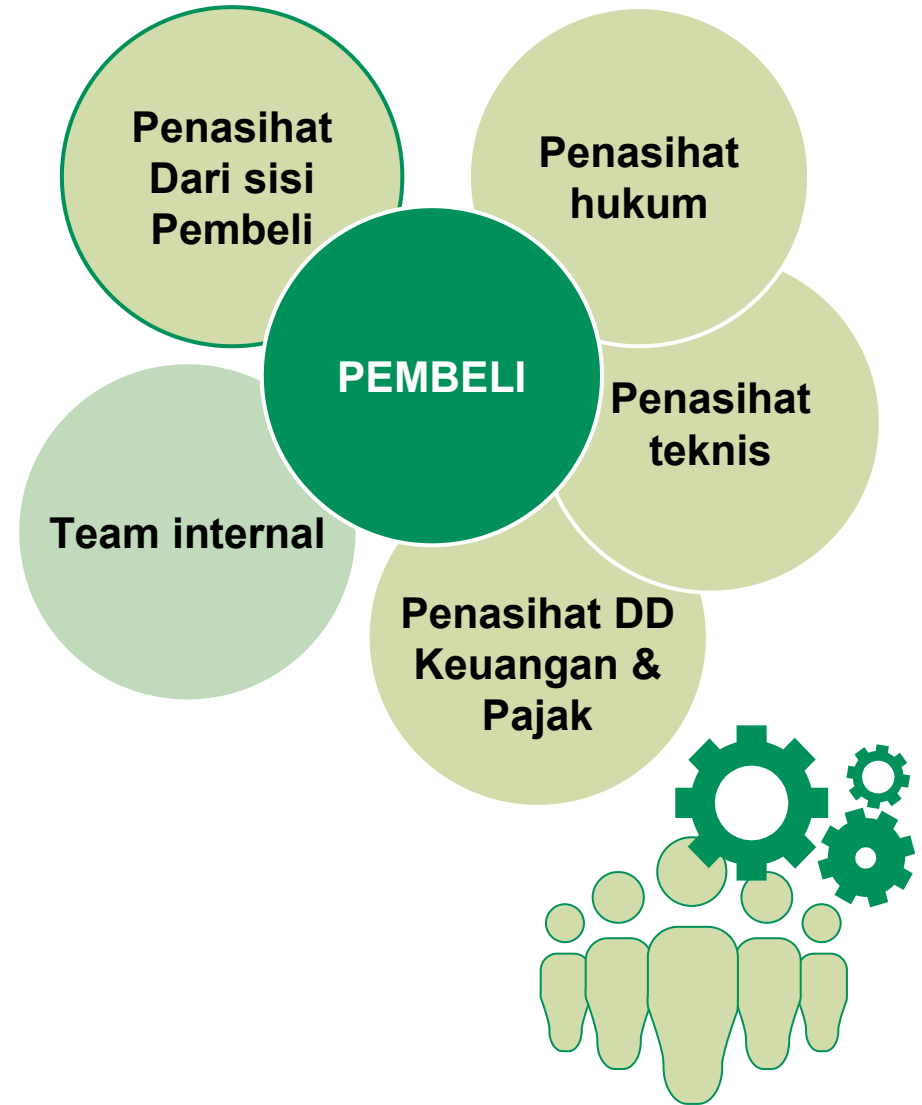 Penasihat
Dari sisi
Pembeli
Penasihat
hukum
PEMBELI
Penasihat
teknis
Team internal
Penasihat DD
Keuangan &
Pajak